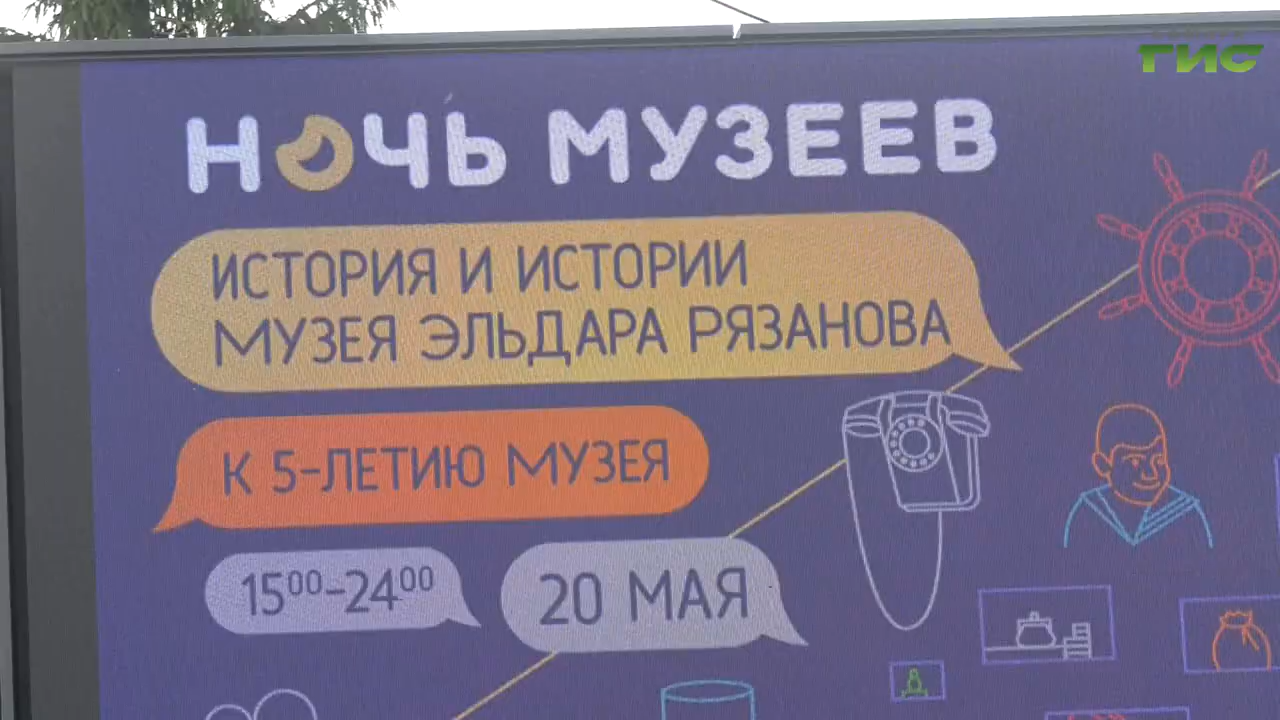 ГИС
НОЧЬ МУЗЕЕВ
ИСТОРИЯ И ИСТОРИИ
МУЗЕЯ ЭЛЬДАРА РЯЗАНОВА
К 5-ЛЕТИЮ МУЗЕЯ
15⁰⁰-24⁰⁰
20 МАЯ